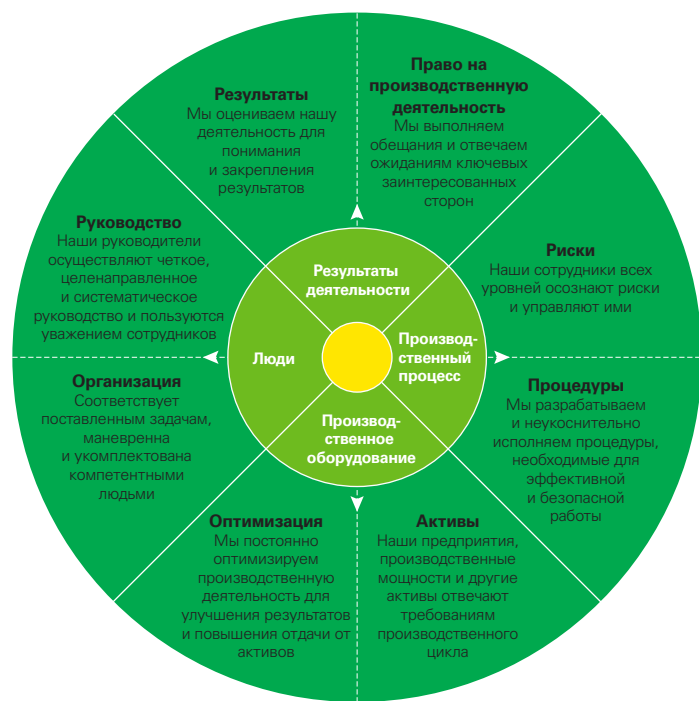 Результаты
Мы оцениваем нашу
деятельность для
понимания
и закрепления
результатов
Право на
производственную
деятельность
Мы выполняем
обещания и отвечаем
ожиданиям ключевых
заинтересованных
сторон
Руководство
Наши руководители
осуществляют четкое,
целенаправленное
и систематическое
руководство и пользуются
уважением сотрудников
Риски
Наши сотрудники всех
уровней осознают риски
и управляют ими
Результаты
деятельности
Люди
Производ-
ственный
процесс
Производ-
ственное
оборудование
Организация
Соответствует
поставленным задачам,
маневренна
и укомплектована
компетентными
людьми
Процедуры
Мы разрабатываем
и неукоснительно
исполняем процедуры,
необходимые для
эффективной
и безопасной
работы
Оптимизация
Мы постоянно
оптимизируем
производственную
деятельность для
улучшения результатов
и повышения отдачи от
активов
Активы
Наши предприятия,
производственные
мощности и другие
активы отвечают
требованиям
производственного
цикла